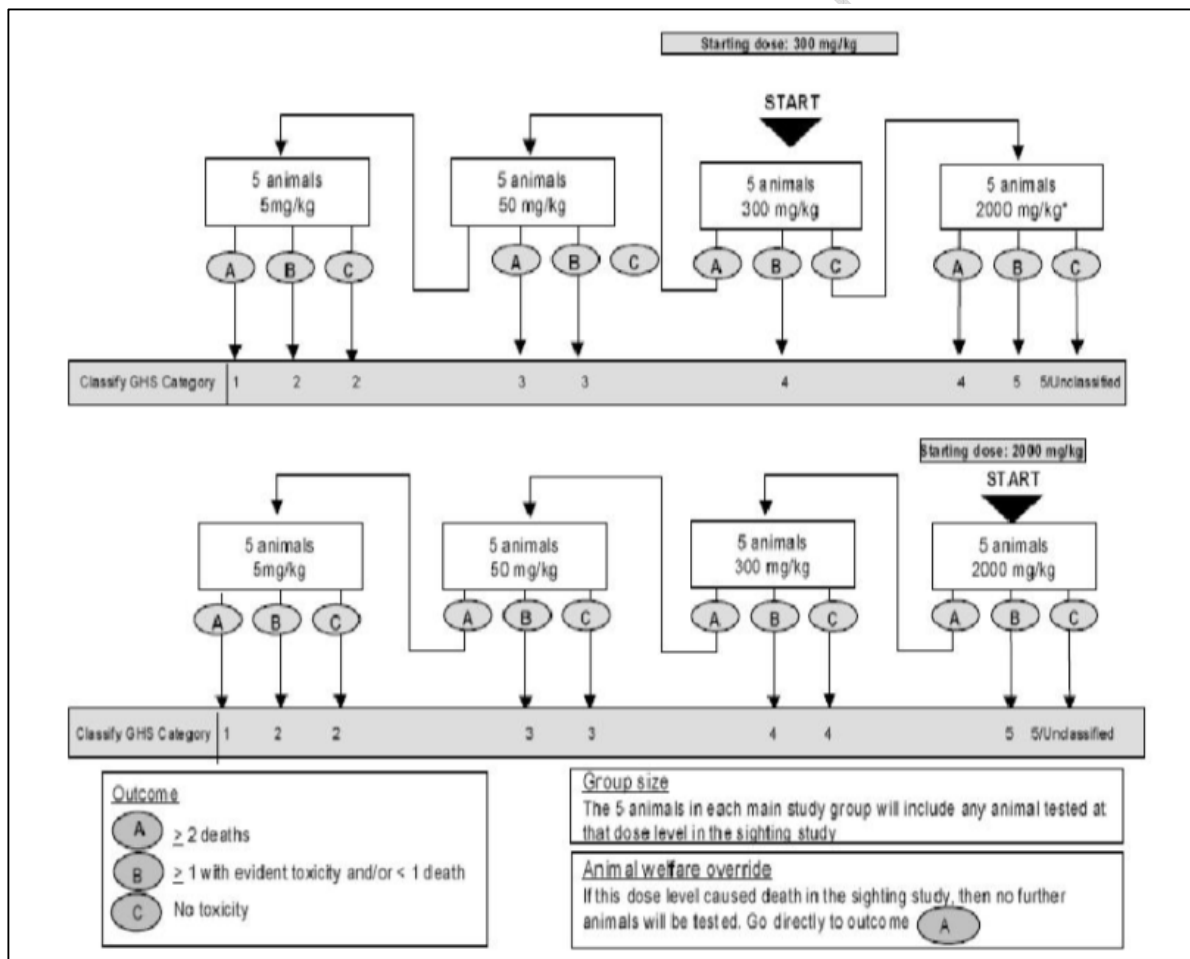 Starting dose: 300 mg/kg
START
5 animals
5mg/kg
5 animals
50 mg/kg
5 animals
300 mg/kg
5 animals
2000 mg/kg*
A B C A B C A B C A B C
Classify GHS Category 1 2 2 3 3 4 4 5 5/Unclassified
Starting dose: 2000 mg/kg
START
5 animals
5mg/kg
5 animals
50 mg/kg
5 animals
300 mg/kg
5 animals
2000 mg/kg
A B C A B C A B C A B C
Classify GHS Category 1 2 2 3 3 4 4 5 5/Unclassified
Outcome
A ≥ 2 deaths
B ≥ 1 with evident toxicity and/or < 1 death
C No toxicity
Group size
The 5 animals in each main study group will include any animal tested at
that dose level in the sighting study
Animal welfare override
If this dose level caused death in the sighting study, then no further
animals will be tested. Go directly to outcome A